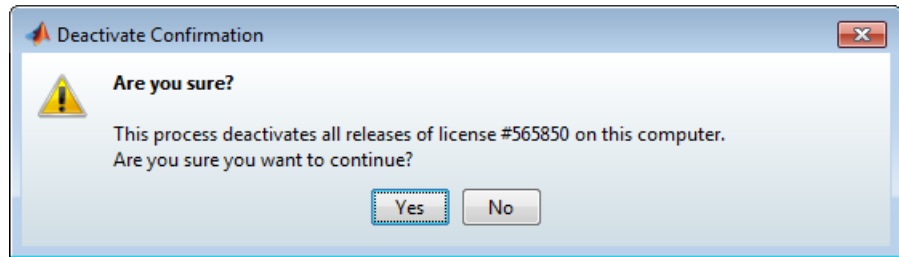 Deactivate Confirmation
Are you sure?
This process deactivates all releases of license #565850 on this computer.
Are you sure you want to continue?
Yes No